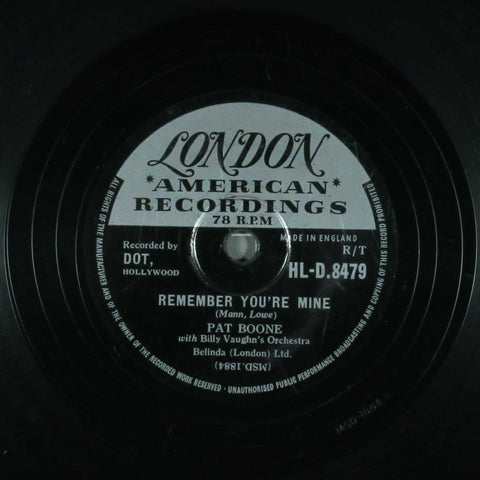 LONDON
*AMERICAN*
RECORDINGS
78 R.P.M
MADE IN ENGLAND
Recorded by
DOT,
HOLLYWOOD
R/T
HL-D.8479
REMEMBER YOU'RE MINE
(Mann, Lowe)
PAT BOONE
with Billy Vaughn's Orchestra
Belinda (London) Ltd.
(MSD.1884)
ALL RIGHTS OF THE MANUFACTURER AND OF THE OWNER OF THE RECORDED WORK RESERVED · UNAUTHORISED PUBLIC PERFORMANCE BROADCASTING AND COPYING OF THIS RECORD PROHIBITED
MSD·1884